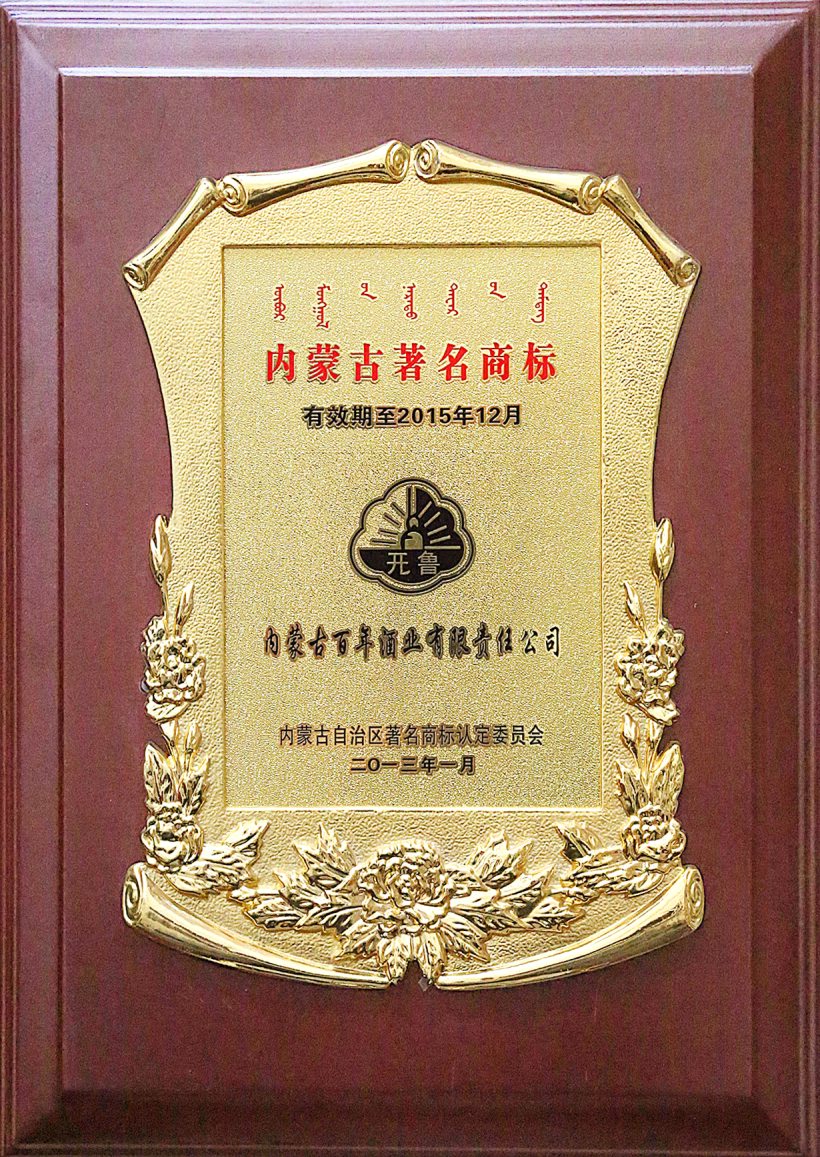 内蒙古著名商标
有效期至2015年12月
开鲁
内蒙古百年酒业有限责任公司
内蒙古自治区著名商标认定委员会
二O一三年一月